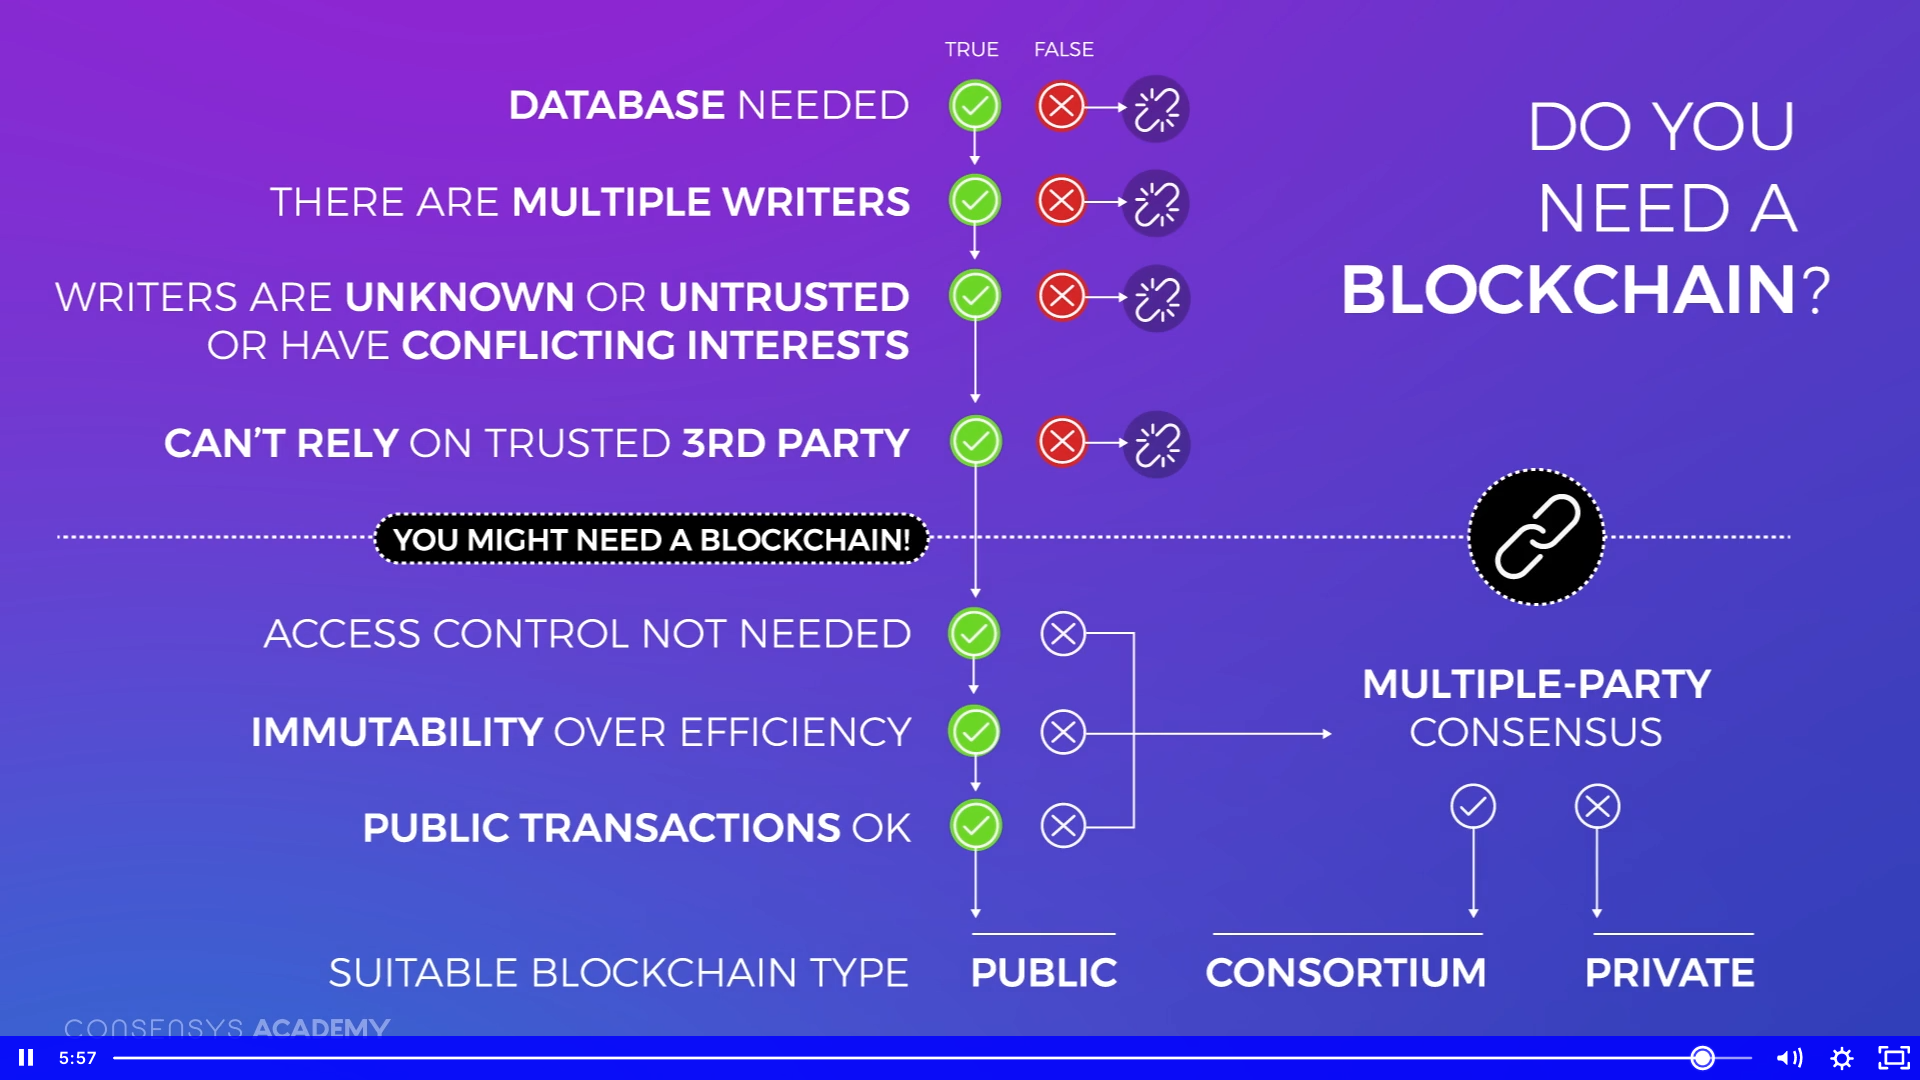 TRUE FALSE
DATABASE NEEDED
THERE ARE MULTIPLE WRITERS
WRITERS ARE UNKNOWN OR UNTRUSTED
OR HAVE CONFLICTING INTERESTS
CAN'T RELY ON TRUSTED 3RD PARTY
DO YOU
NEED A
BLOCKCHAIN?
YOU MIGHT NEED A BLOCKCHAIN!
ACCESS CONTROL NOT NEEDED
IMMUTABILITY OVER EFFICIENCY
PUBLIC TRANSACTIONS OK
MULTIPLE-PARTY
CONSENSUS
SUITABLE BLOCKCHAIN TYPE PUBLIC CONSORTIUM PRIVATE
CONSENSYS ACADEMY
5:57